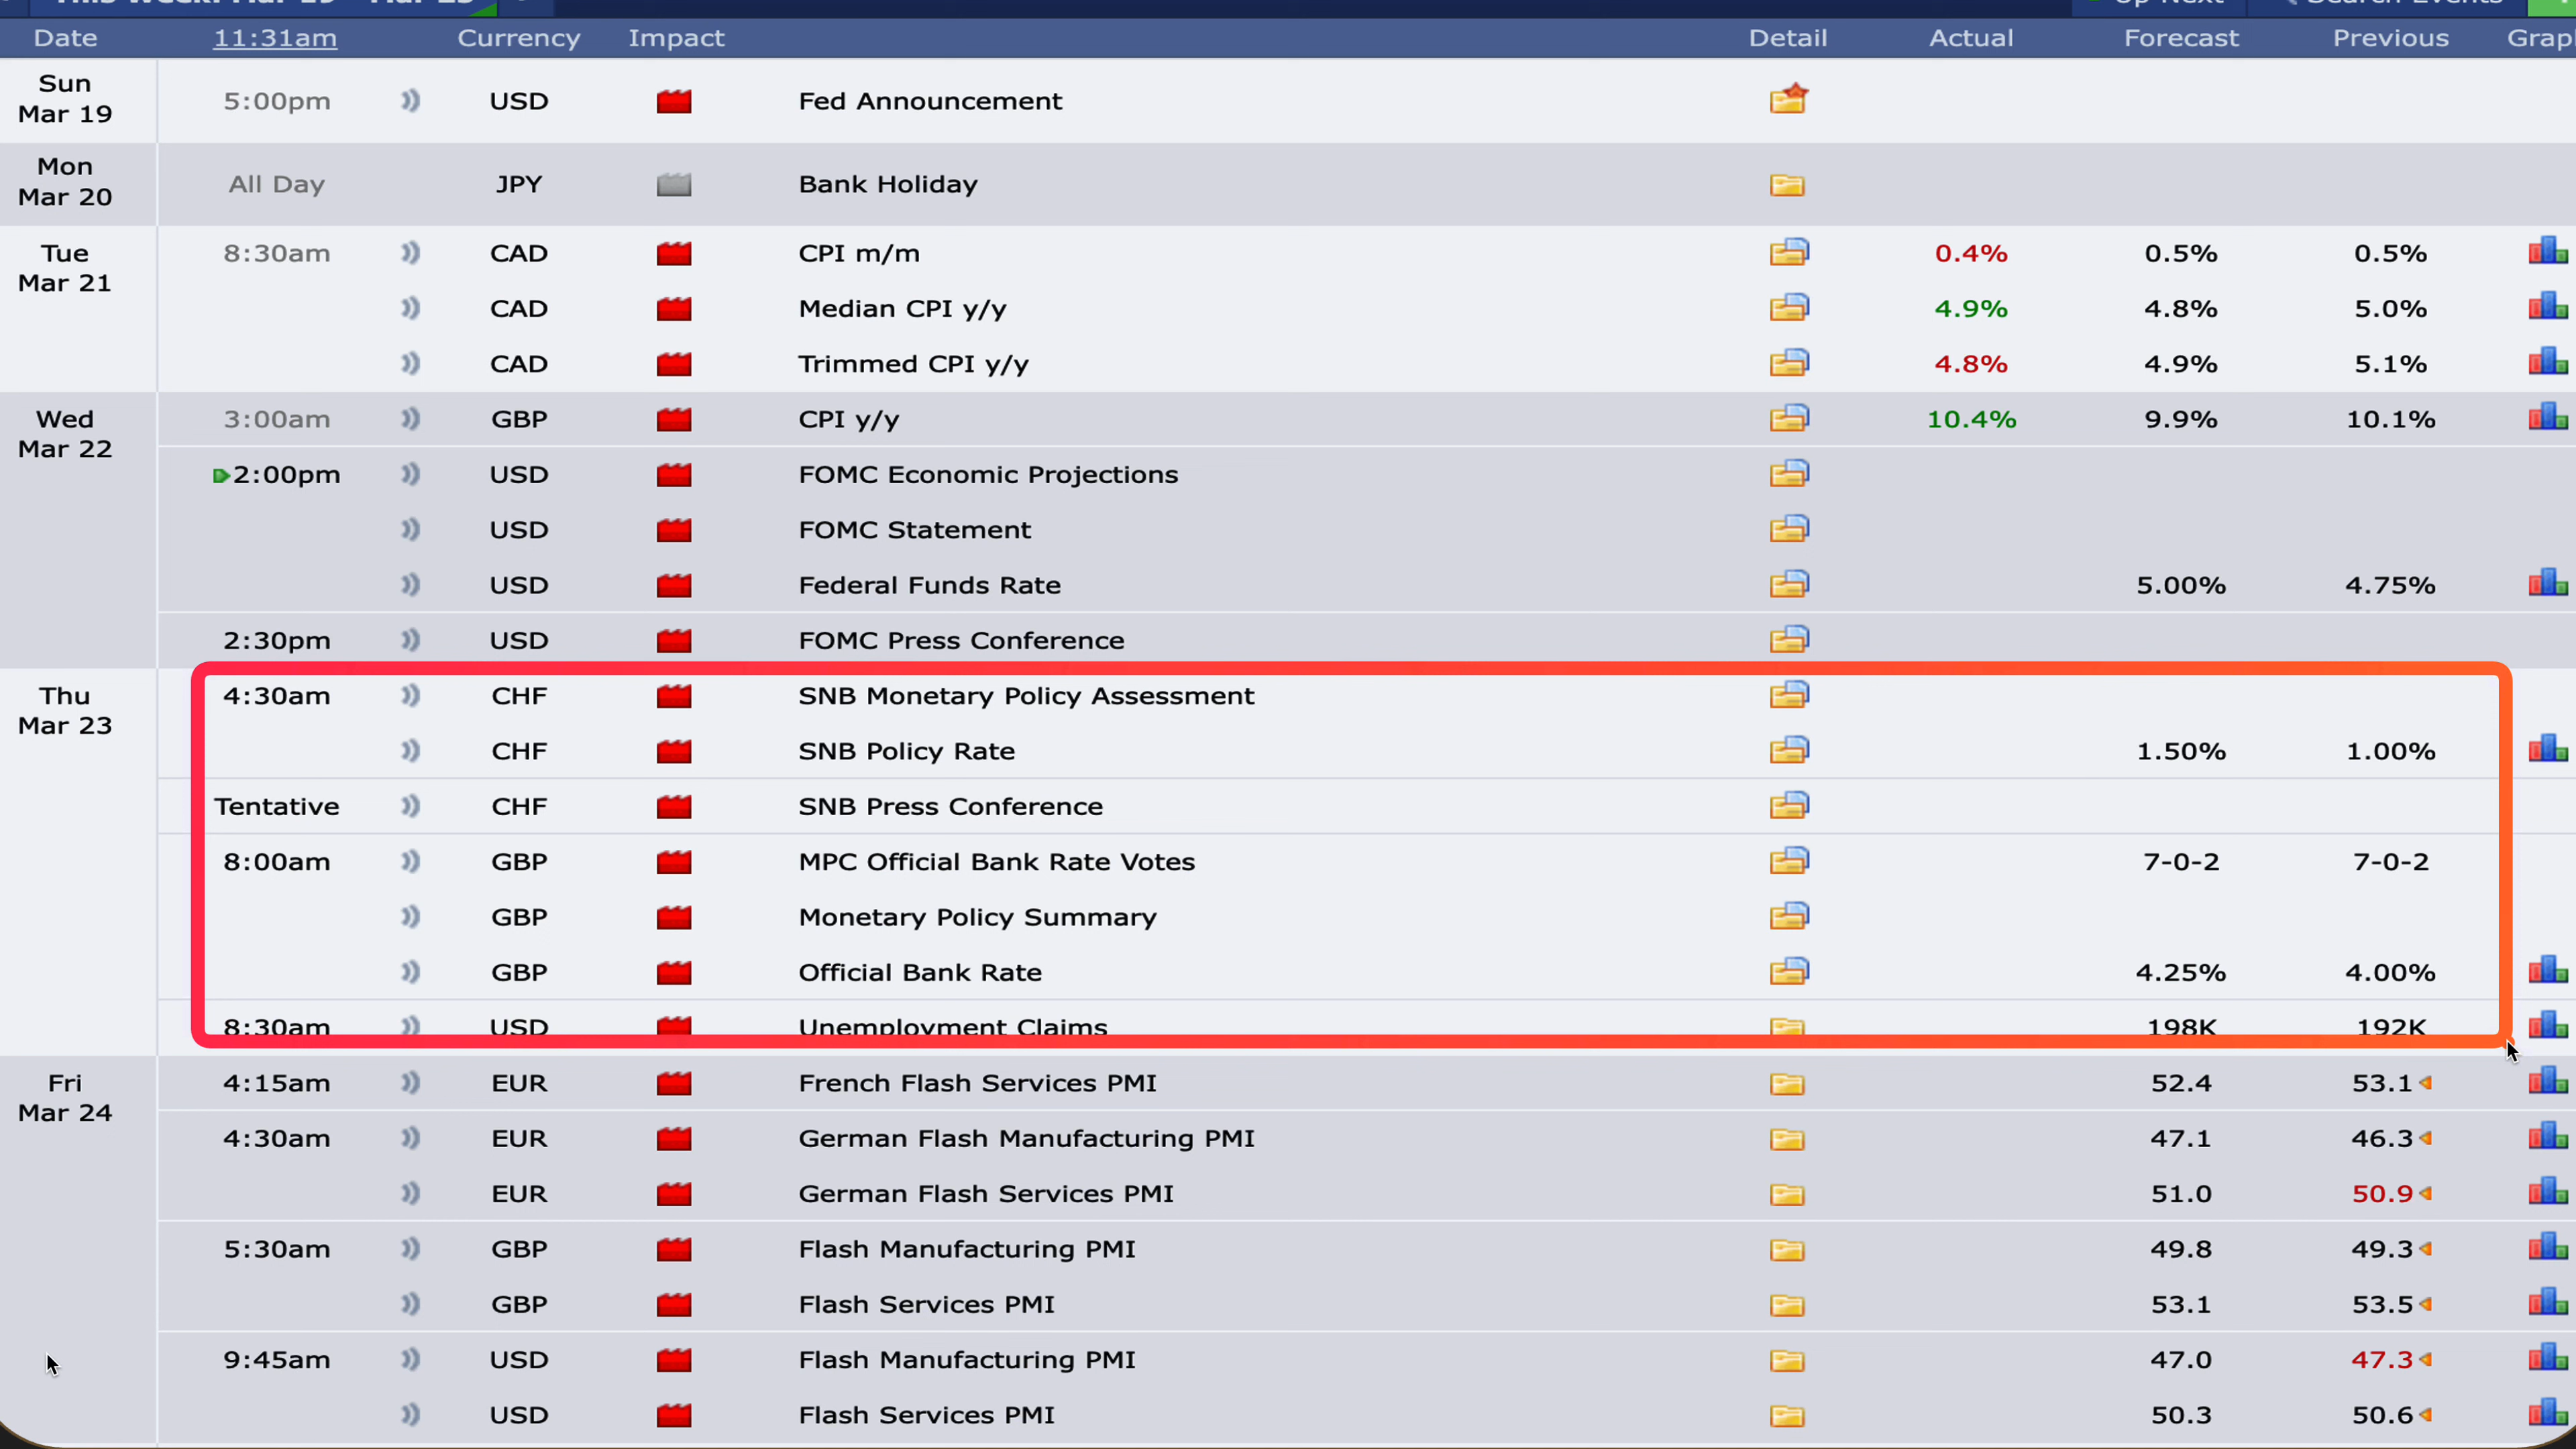 This Week: Mar 19 - Mar 25
Up Next Search Events
Date 11:31am Currency Impact Detail Actual Forecast Previous Graph
Sun
Mar 19
5:00pm USD Fed Announcement
Mon
Mar 20
All Day JPY Bank Holiday
Tue
Mar 21
8:30am CAD CPI m/m 0.4% 0.5% 0.5%
CAD Median CPI y/y 4.9% 4.8% 5.0%
CAD Trimmed CPI y/y 4.8% 4.9% 5.1%
Wed
Mar 22
3:00am GBP CPI y/y 10.4% 9.9% 10.1%
2:00pm USD FOMC Economic Projections
USD FOMC Statement
USD Federal Funds Rate 5.00% 4.75%
2:30pm USD FOMC Press Conference
Thu
Mar 23
4:30am CHF SNB Monetary Policy Assessment
CHF SNB Policy Rate 1.50% 1.00%
Tentative CHF SNB Press Conference
8:00am GBP MPC Official Bank Rate Votes 7-0-2 7-0-2
GBP Monetary Policy Summary
GBP Official Bank Rate 4.25% 4.00%
8:30am USD Unemployment Claims 198K 192K
Fri
Mar 24
4:15am EUR French Flash Services PMI 52.4 53.1
4:30am EUR German Flash Manufacturing PMI 47.1 46.3
EUR German Flash Services PMI 51.0 50.9
5:30am GBP Flash Manufacturing PMI 49.8 49.3
GBP Flash Services PMI 53.1 53.5
9:45am USD Flash Manufacturing PMI 47.0 47.3
USD Flash Services PMI 50.3 50.6